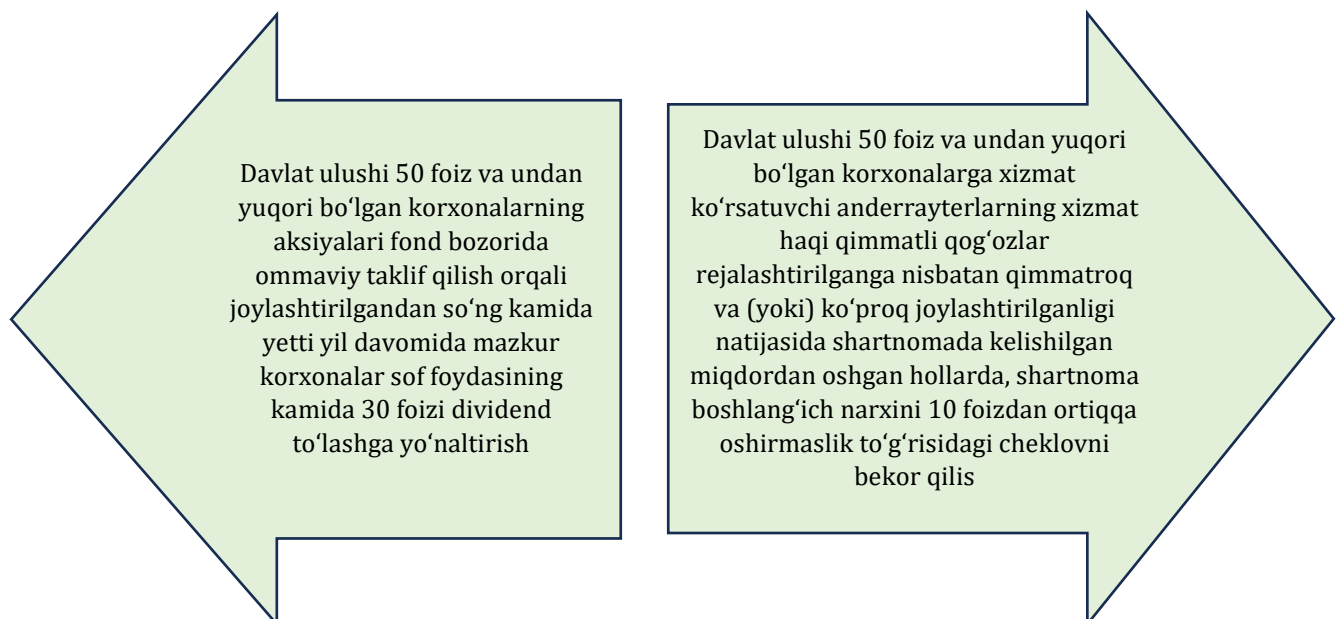 Davlat ulushi 50 foiz va undan
yuqori bo‘lgan korxonalarning
aksiyalari fond bozorida
ommaviy taklif qilish orqali
joylashtirilgandan so‘ng kamida
yetti yil davomida mazkur
korxonalar sof foydasining
kamida 30 foizi dividend
to‘lashga yo‘naltirish
Davlat ulushi 50 foiz va undan yuqori
bo‘lgan korxonalarga xizmat
ko‘rsatuvchi anderrayterlarning xizmat
haqi qimmatli qog‘ozlar
rejalashtirilganga nisbatan qimmatroq
va (yoki) ko‘proq joylashtirilganligi
natijasida shartnomada kelishilgan
miqdordan oshgan hollarda, shartnoma
boshlang‘ich narxini 10 foizdan ortiqqa
oshirmaslik to‘g‘risidagi cheklovni
bekor qilis